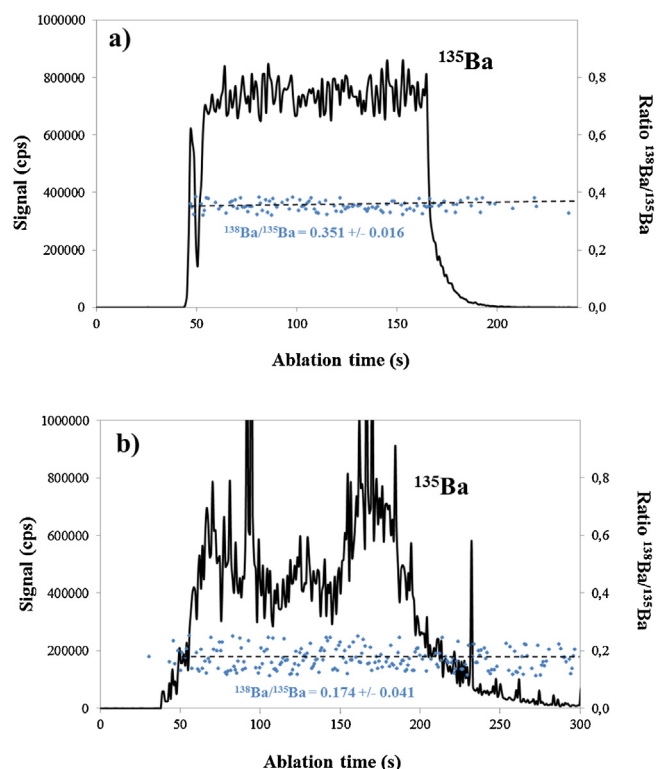 a)
¹³⁵Ba
1000000
800000
600000
400000
200000
0
Signal (cps)
0,8
0,6
0,4
0,2
0,0
Ratio ¹³⁸Ba/¹³⁵Ba
¹³⁸Ba/¹³⁵Ba = 0.351 +/- 0.016
0 50 100 150 200
Ablation time (s)
b)
¹³⁵Ba
1000000
800000
600000
400000
200000
0
Signal (cps)
0,8
0,6
0,4
0,2
0,0
Ratio ¹³⁸Ba/¹³⁵Ba
¹³⁸Ba/¹³⁵Ba = 0.174 +/- 0.041
0 50 100 150 200 250 300
Ablation time (s)